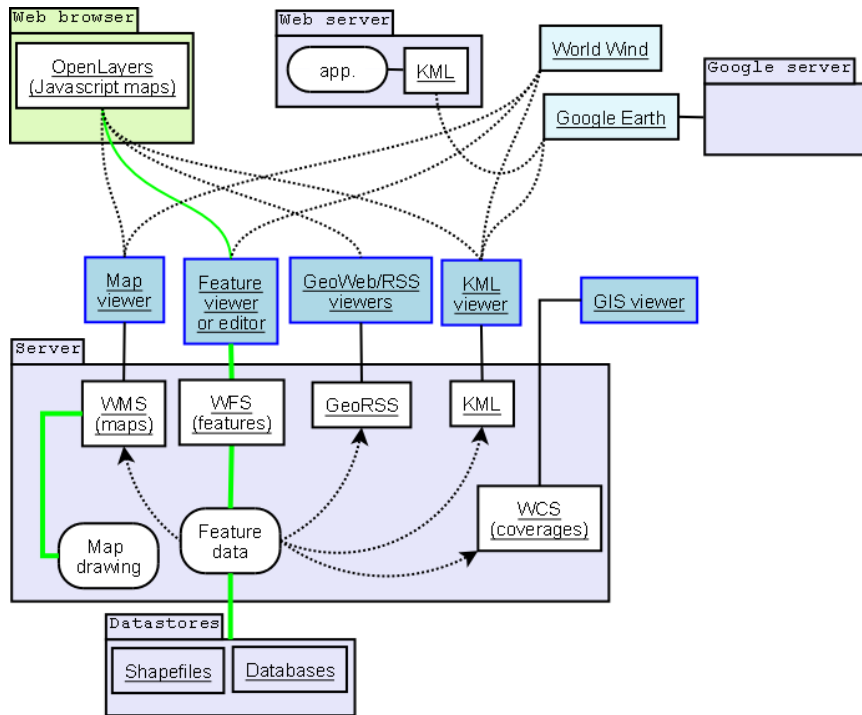 Web browser
OpenLayers
(Javascript maps)
Web server
app.
KML
World Wind
Google server
Google Earth
Map
viewer
Feature
viewer
or editor
GeoWeb/RSS
viewers
KML
viewer
GIS viewer
Server
WMS
(maps)
WFS
(features)
GeoRSS
KML
WCS
(coverages)
Map
drawing
Feature
data
Datastores
Shapefiles
Databases